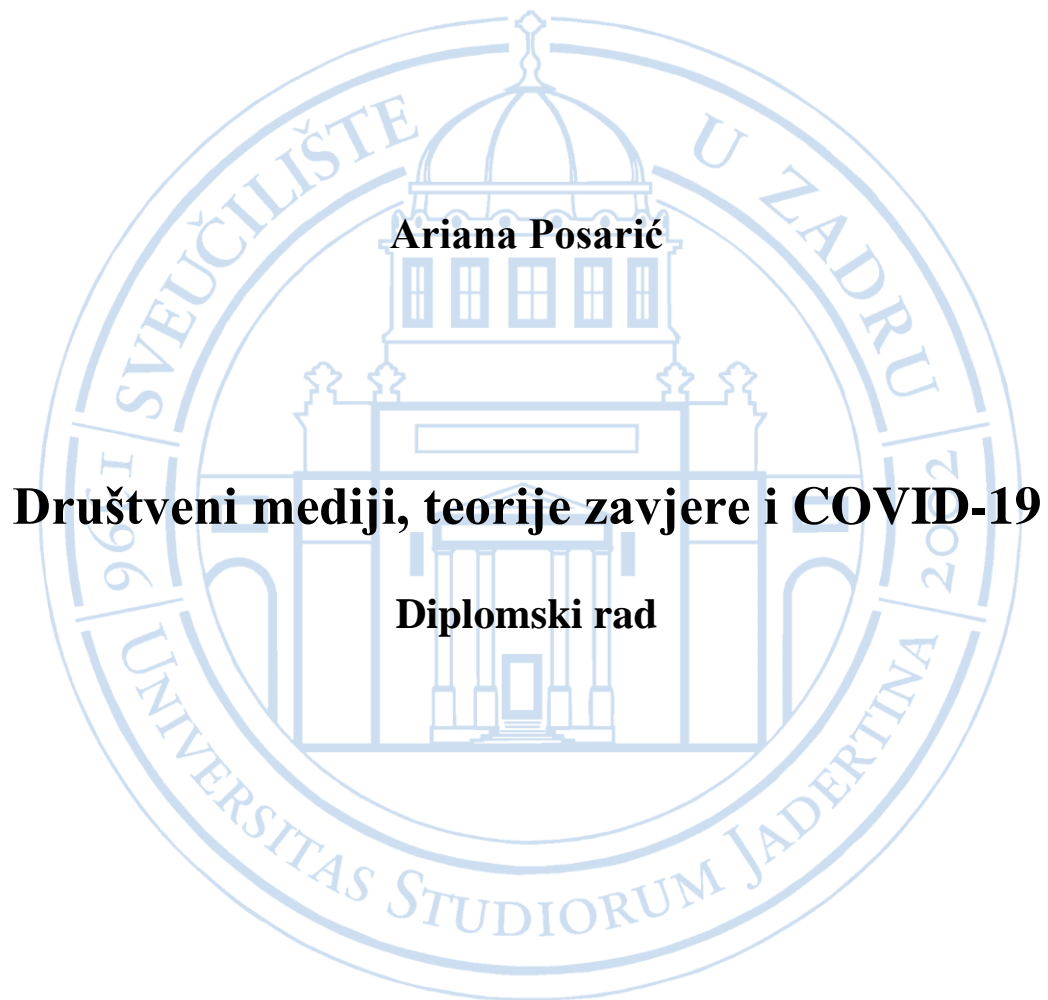 SVEUČILIŠTE U ZADRU
Ariana Posarić
Društveni mediji, teorije zavjere i COVID-19
Diplomski rad
1396 | 2002
UNIVERSITAS STUDIORUM JADERTINA